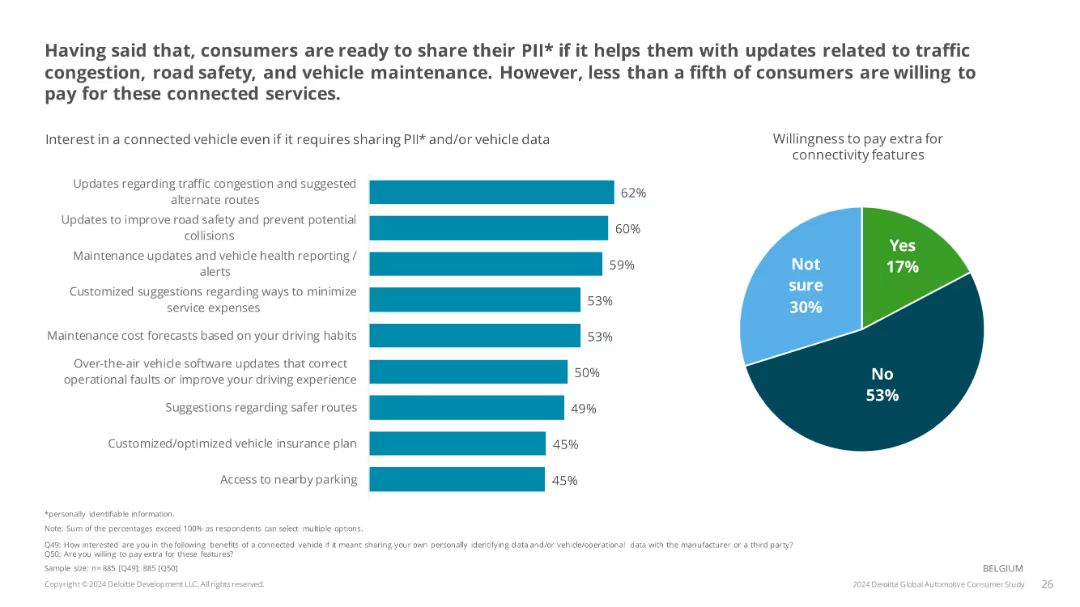 Having said that, consumers are ready to share their PII* if it helps them with updates related to traffic
congestion, road safety, and vehicle maintenance. However, less than a fifth of consumers are willing to
pay for these connected services.
Interest in a connected vehicle even if it requires sharing PII* and/or vehicle data
Updates regarding traffic congestion and suggested
alternate routes
62%
Updates to improve road safety and prevent potential
collisions
60%
Maintenance updates and vehicle health reporting /
alerts
59%
Customized suggestions regarding ways to minimize
service expenses
53%
Maintenance cost forecasts based on your driving habits
53%
Over-the-air vehicle software updates that correct
operational faults or improve your driving experience
50%
Suggestions regarding safer routes
49%
Customized/optimized vehicle insurance plan
45%
Access to nearby parking
45%
Willingness to pay extra for
connectivity features
Yes
17%
Not
sure
30%
No
53%
*personally identifiable information.
Note: Sum of the percentages exceed 100% as respondents can select multiple options.
Q49: How interested are you in the following benefits of a connected vehicle if it meant sharing your own personally identifying data and/or vehicle/operational data with the manufacturer or a third party?
Q50: Are you willing to pay extra for these features?
Sample size: n= 885 [Q49]; 885 [Q50]
BELGIUM
Copyright © 2024 Deloitte Development LLC. All rights reserved.
2024 Deloitte Global Automotive Consumer Study
26